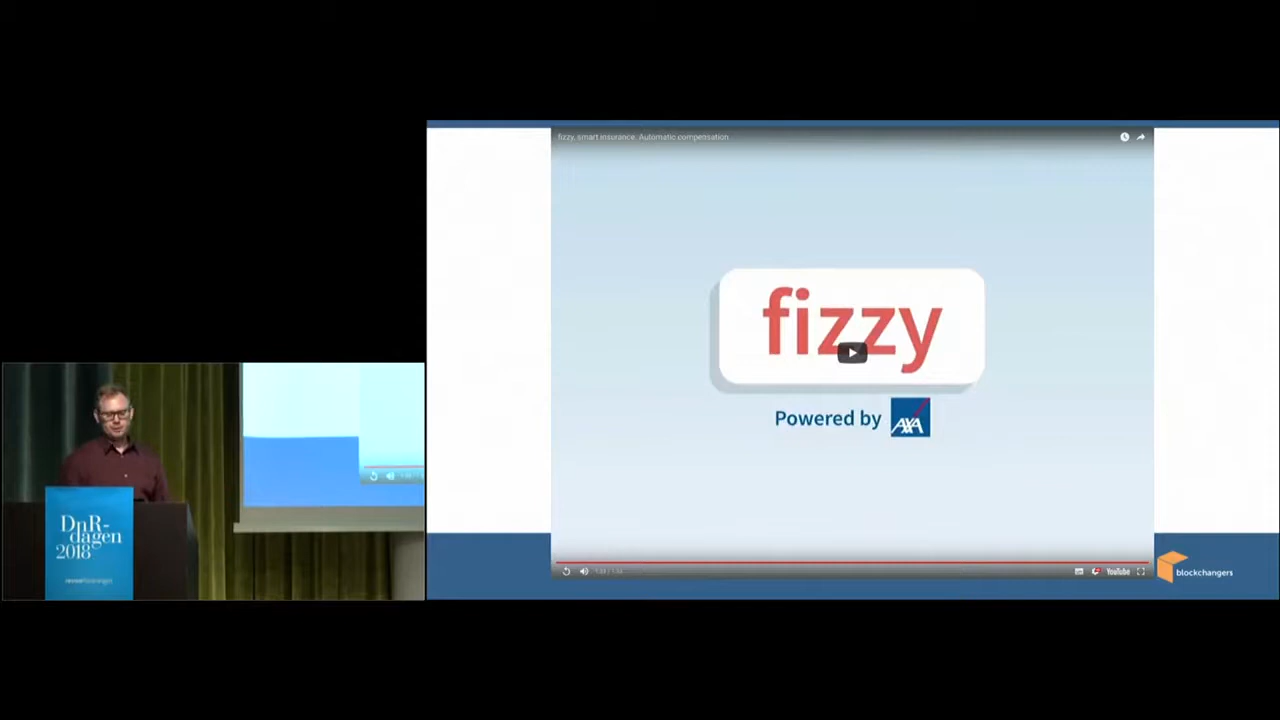 fizzy, smart insurance. Automatic compensation.
fizzy
Powered by AXA
YouTube
blockchangers
DnR-
dagen
2018